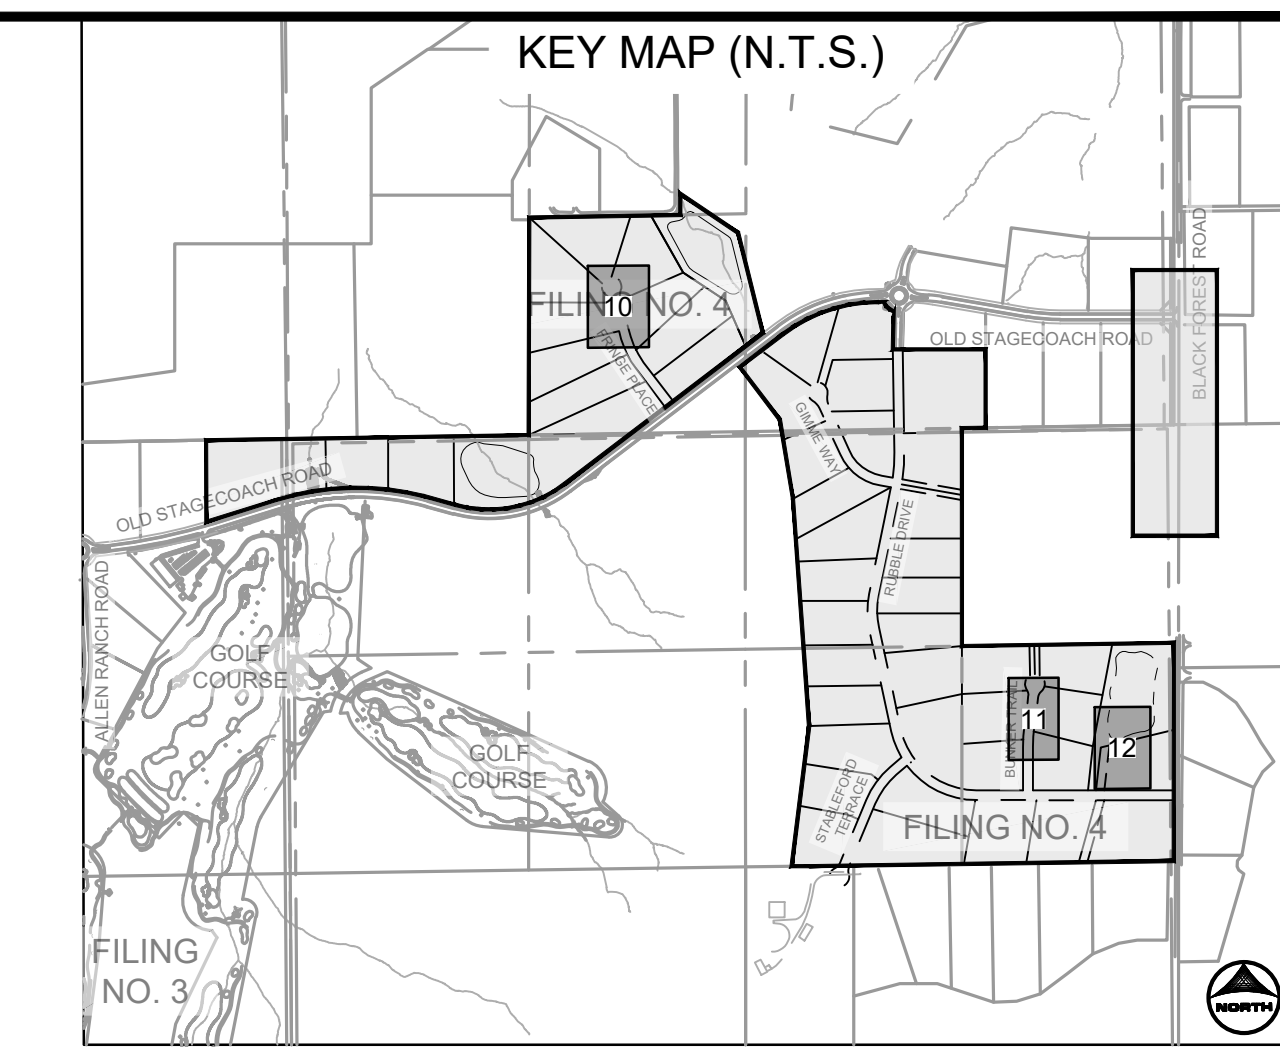 KEY MAP (N.T.S.)
BLACK FOREST ROAD
FILING NO. 4
10
OLD STAGECOACH ROAD
FRINGE PLACE
GIMME WAY
OLD STAGECOACH ROAD
RUBBLE DRIVE
ALLEN RANCH ROAD
GOLF
COURSE
BUNKER TRAIL
11
12
GOLF
COURSE
STABLEFORD
TERRACE
FILING NO. 4
FILING
NO. 3
NORTH